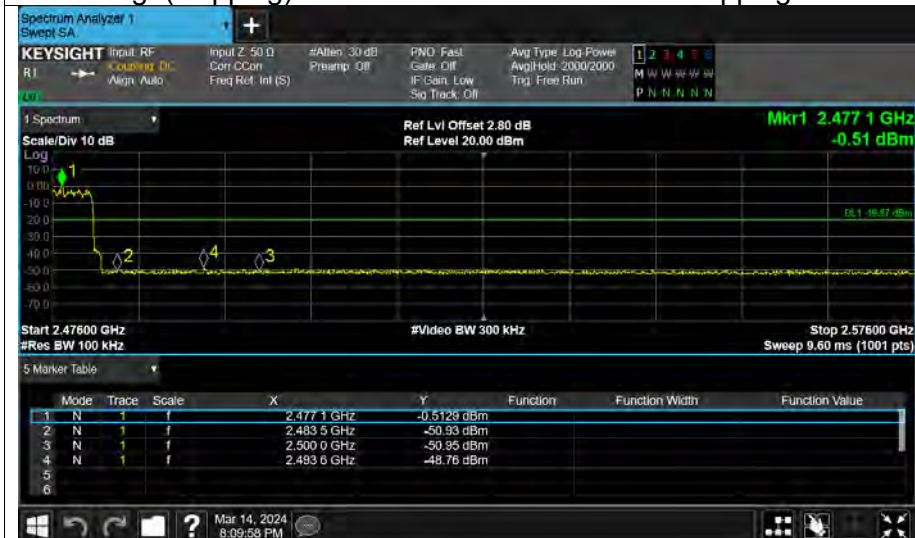 Spectrum Analyzer 1
Swept SA
+
KEYSIGHT Input: RF Input Z: 50 Ω #Atten: 30 dB PNO: Fast Avg Type: Log-Power 1 2 3 4 5 6
R1 Coupling: DC Corr CCorr Preamp: Off Gate: Off Avg|Hold: 2000/2000 M W W W W W
Align: Auto Freq Ref: Int (S) IF Gain: Low Trig: Free Run
Sig Track: Off P N N N N N
1 Spectrum Ref Lvl Offset 2.80 dB Mkr1 2.477 1 GHz
Scale/Div 10 dB Ref Level 20.00 dBm -0.51 dBm
Log
10.0
0.00
-10.0
-20.0
-30.0
-40.0
-50.0
-60.0
-70.0
1
2
4
3
DL1 -19.87 dBm
Start 2.47600 GHz #Video BW 300 kHz Stop 2.57600 GHz
#Res BW 100 kHz Sweep 9.60 ms (1001 pts)
5 Marker Table
Mode Trace Scale X Y Function Function Width Function Value
1 N 1 f 2.477 1 GHz -0.5129 dBm
2 N 1 f 2.483 5 GHz -50.93 dBm
3 N 1 f 2.500 0 GHz -50.95 dBm
4 N 1 f 2.493 6 GHz -48.76 dBm
5
6
? Mar 14, 2024
8:09:58 PM